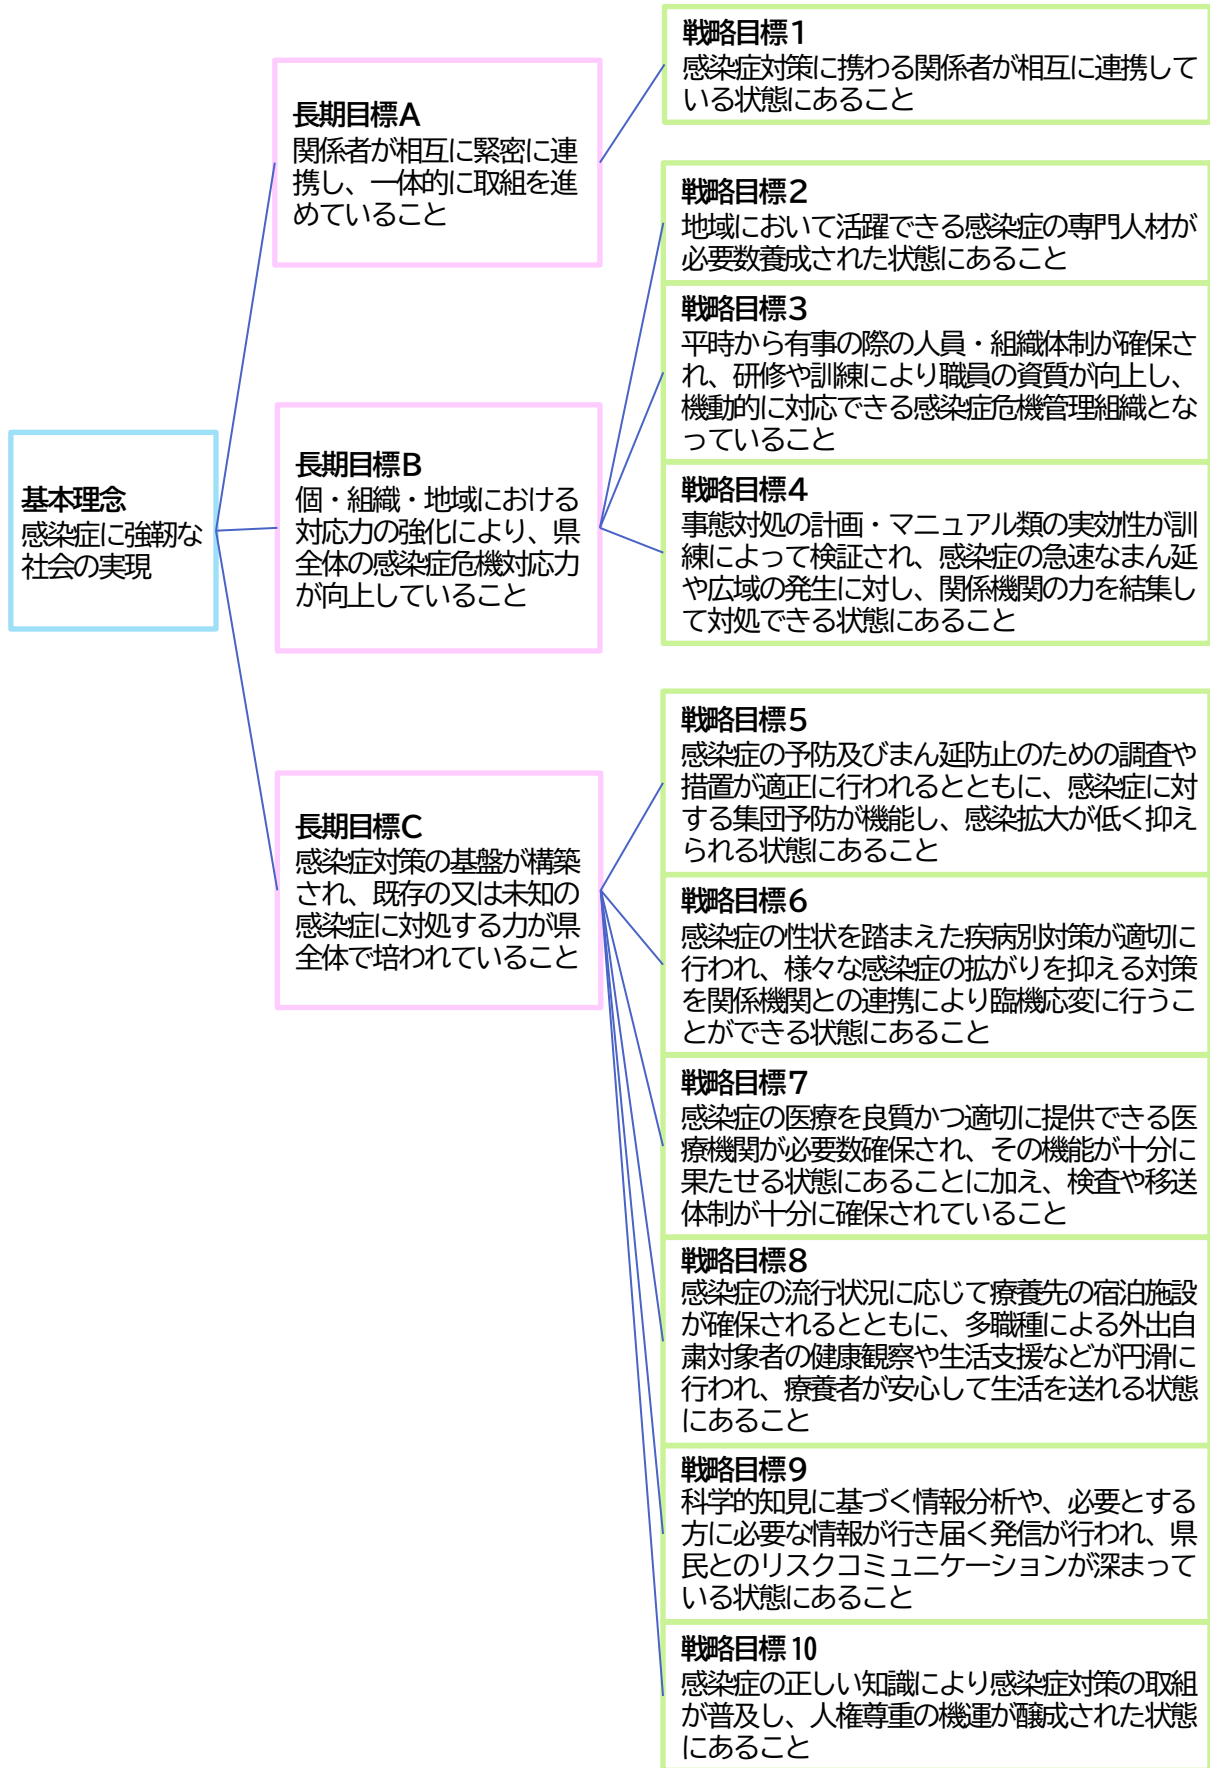 基本理念
感染症に強靭な
社会の実現
長期目標A
関係者が相互に緊密に連
携し、一体的に取組を進
めていること
長期目標B
個・組織・地域における
対応力の強化により、県
全体の感染症危機対応力
が向上していること
長期目標C
感染症対策の基盤が構築
され、既存の又は未知の
感染症に対処する力が県
全体で培われていること
戦略目標1
感染症対策に携わる関係者が相互に連携して
いる状態にあること
戦略目標2
地域において活躍できる感染症の専門人材が
必要数養成された状態にあること
戦略目標3
平時から有事の際の人員・組織体制が確保さ
れ、研修や訓練により職員の資質が向上し、
機動的に対応できる感染症危機管理組織とな
っていること
戦略目標4
事態対処の計画・マニュアル類の実効性が訓
練によって検証され、感染症の急速なまん延
や広域の発生に対し、関係機関の力を結集し
て対処できる状態にあること
戦略目標5
感染症の予防及びまん延防止のための調査や
措置が適正に行われるとともに、感染症に対
する集団予防が機能し、感染拡大が低く抑え
られる状態にあること
戦略目標6
感染症の性状を踏まえた疾病別対策が適切に
行われ、様々な感染症の拡がりを抑える対策
を関係機関との連携により臨機応変に行うこ
とができる状態にあること
戦略目標7
感染症の医療を良質かつ適切に提供できる医
療機関が必要数確保され、その機能が十分に
果たせる状態にあることに加え、検査や移送
体制が十分に確保されていること
戦略目標8
感染症の流行状況に応じて療養先の宿泊施設
が確保されるとともに、多職種による外出自
粛対象者の健康観察や生活支援などが円滑に
行われ、療養者が安心して生活を送れる状態
にあること
戦略目標9
科学的知見に基づく情報分析や、必要とする
方に必要な情報が行き届く発信が行われ、県
民とのリスクコミュニケーションが深まって
いる状態にあること
戦略目標10
感染症の正しい知識により感染症対策の取組
が普及し、人権尊重の機運が醸成された状態
にあること